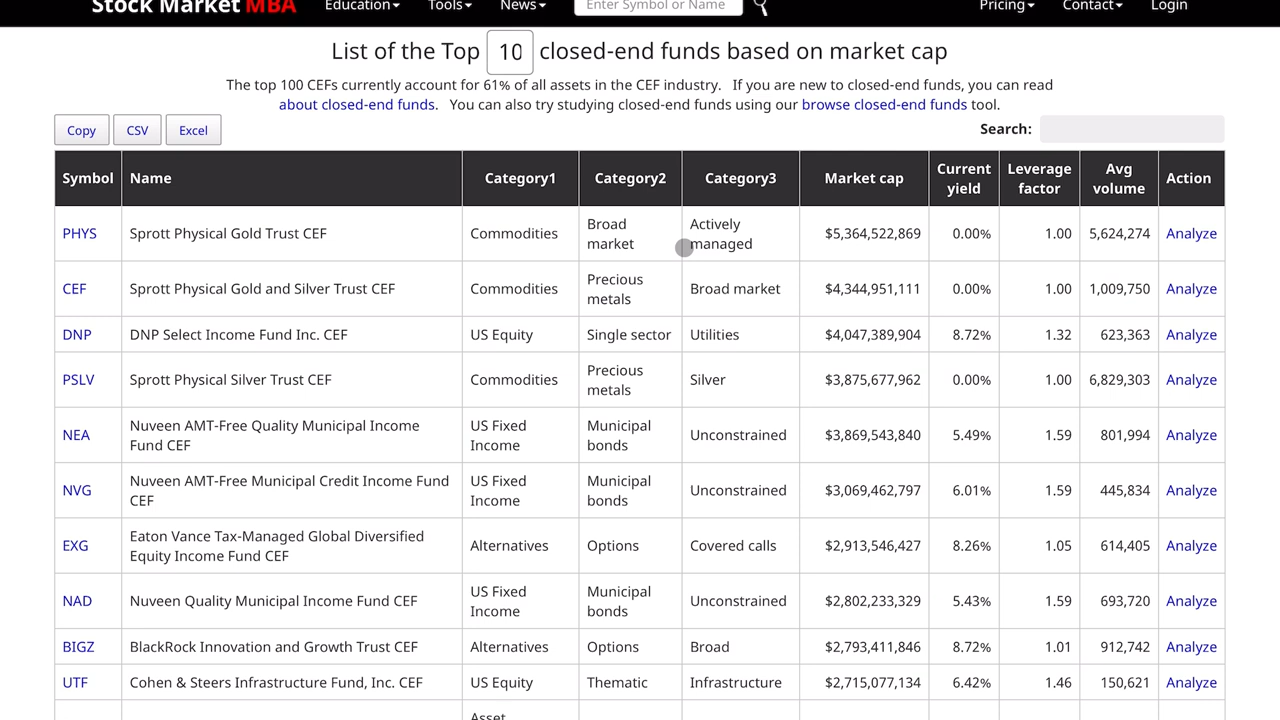 Stock Market MBA Education Tools News Enter Symbol or Name Pricing Contact Login
List of the Top 10 closed-end funds based on market cap
The top 100 CEFs currently account for 61% of all assets in the CEF industry. If you are new to closed-end funds, you can read
about closed-end funds. You can also try studying closed-end funds using our browse closed-end funds tool.
Copy CSV Excel Search:
Symbol Name Category1 Category2 Category3 Market cap Current yield Leverage factor Avg volume Action
PHYS Sprott Physical Gold Trust CEF Commodities Broad market Actively managed $5,364,522,869 0.00% 1.00 5,624,274 Analyze
CEF Sprott Physical Gold and Silver Trust CEF Commodities Precious metals Broad market $4,344,951,111 0.00% 1.00 1,009,750 Analyze
DNP DNP Select Income Fund Inc. CEF US Equity Single sector Utilities $4,047,389,904 8.72% 1.32 623,363 Analyze
PSLV Sprott Physical Silver Trust CEF Commodities Precious metals Silver $3,875,677,962 0.00% 1.00 6,829,303 Analyze
NEA Nuveen AMT-Free Quality Municipal Income Fund CEF US Fixed Income Municipal bonds Unconstrained $3,869,543,840 5.49% 1.59 801,994 Analyze
NVG Nuveen AMT-Free Municipal Credit Income Fund CEF US Fixed Income Municipal bonds Unconstrained $3,069,462,797 6.01% 1.59 445,834 Analyze
EXG Eaton Vance Tax-Managed Global Diversified Equity Income Fund CEF Alternatives Options Covered calls $2,913,546,427 8.26% 1.05 614,405 Analyze
NAD Nuveen Quality Municipal Income Fund CEF US Fixed Income Municipal bonds Unconstrained $2,802,233,329 5.43% 1.59 693,720 Analyze
BIGZ BlackRock Innovation and Growth Trust CEF Alternatives Options Broad $2,793,411,846 8.72% 1.01 912,742 Analyze
UTF Cohen & Steers Infrastructure Fund, Inc. CEF US Equity Thematic Infrastructure $2,715,077,134 6.42% 1.46 150,621 Analyze
Asset